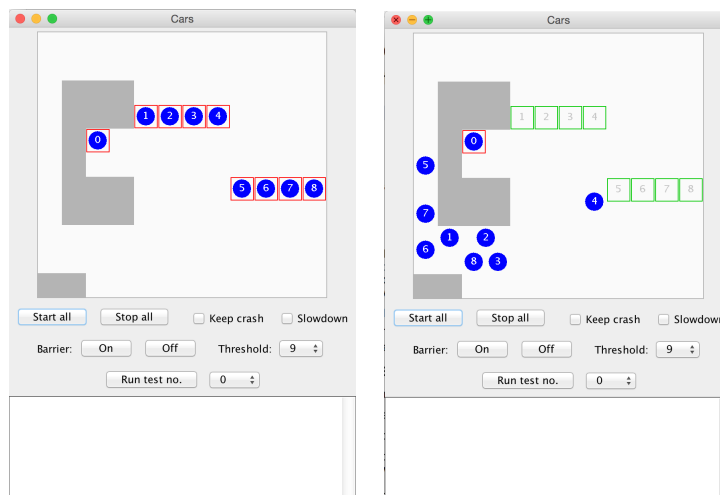 Cars
1 2 3 4
0
5 6 7 8
Start all Stop all Keep crash Slowdown
Barrier: On Off Threshold: 9
Run test no. 0
Cars
1 2 3 4
0
5
5 6 7 8
4
7
1 2
6
8 3
Start all Stop all Keep crash Slowdow
Barrier: On Off Threshold: 9
Run test no. 0